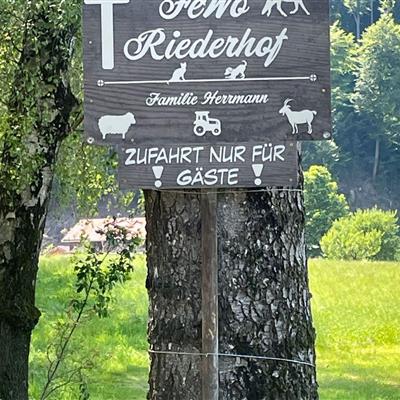 FeWo
Riederhof
Familie Herrmann
ZUFAHRT NUR FÜR
! GÄSTE !